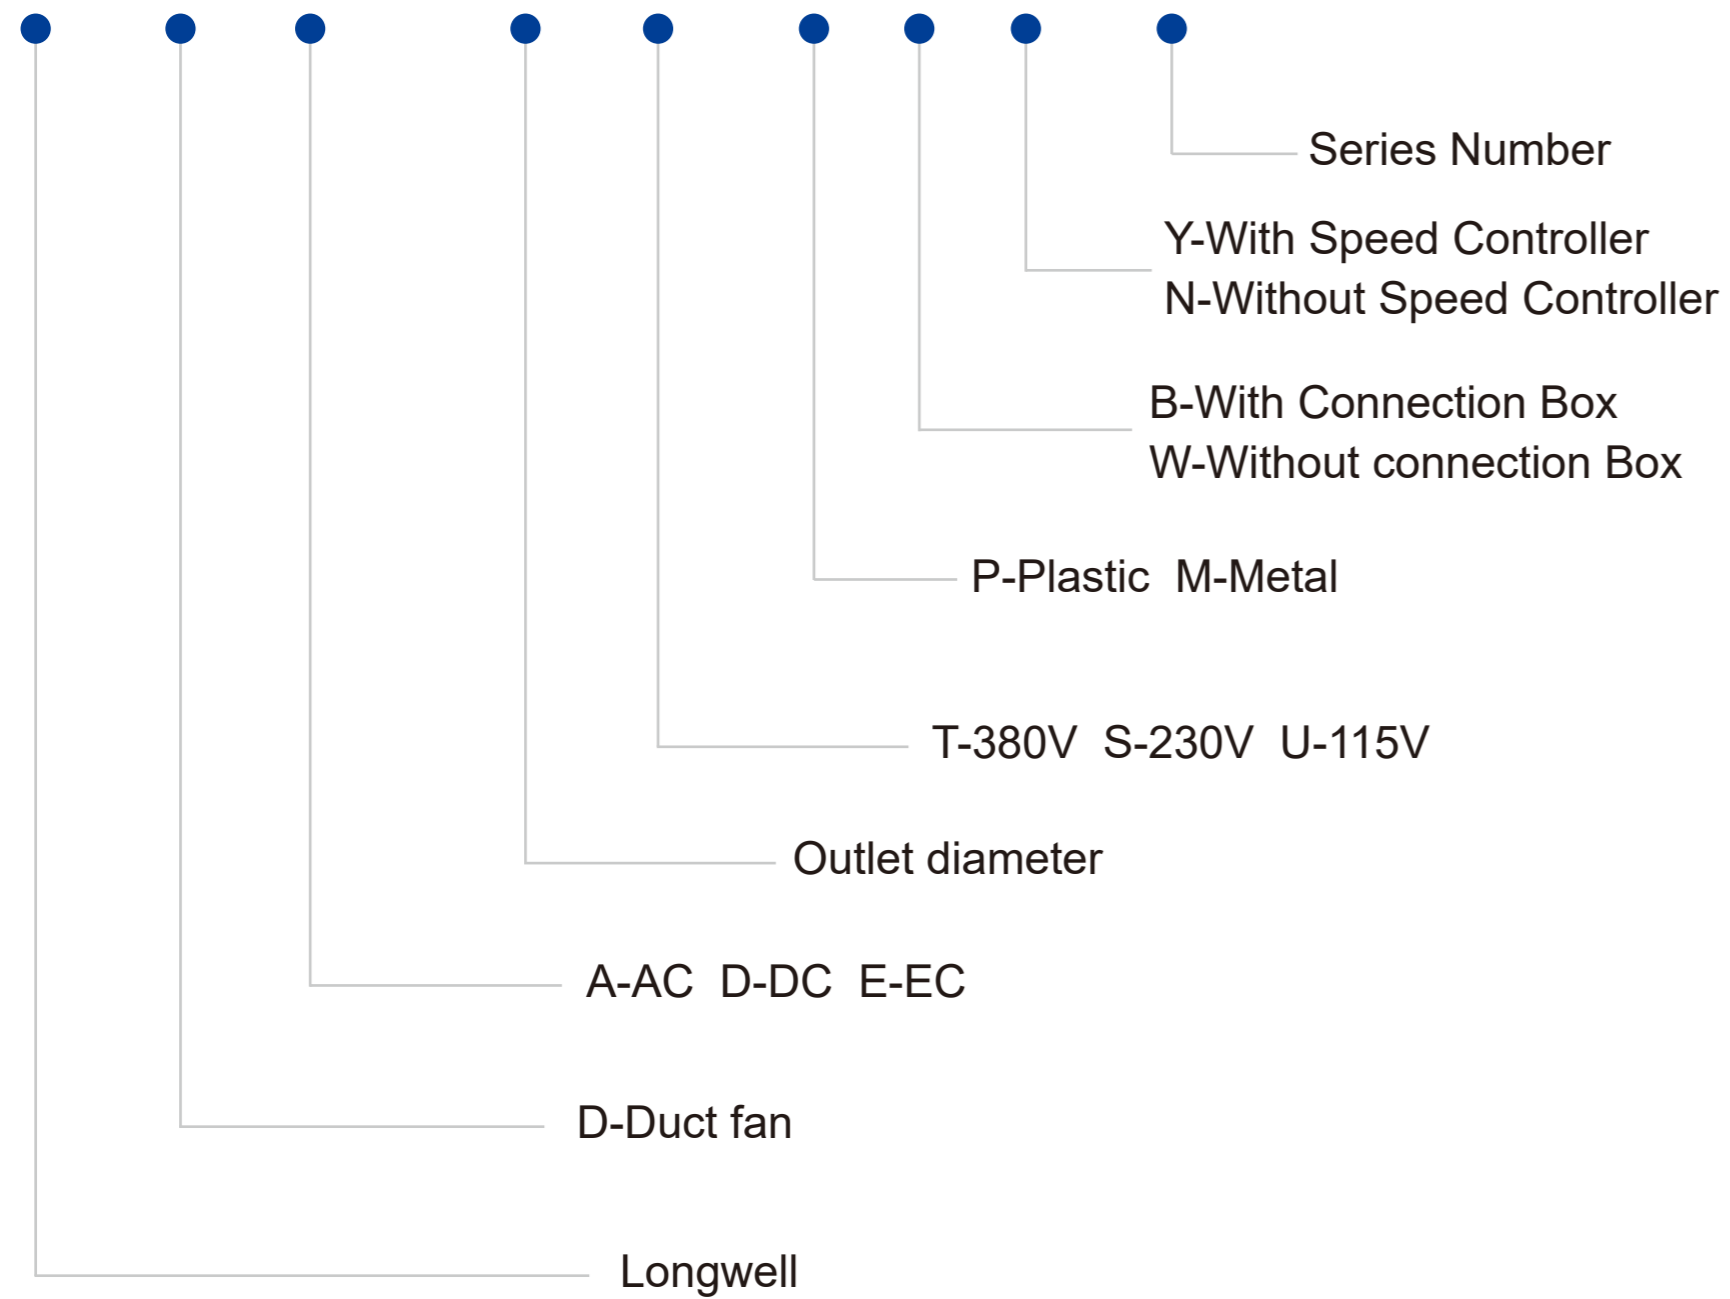 Series Number
Y-With Speed Controller
N-Without Speed Controller
B-With Connection Box
W-Without connection Box
P-Plastic M-Metal
T-380V S-230V U-115V
Outlet diameter
A-AC D-DC E-EC
D-Duct fan
Longwell